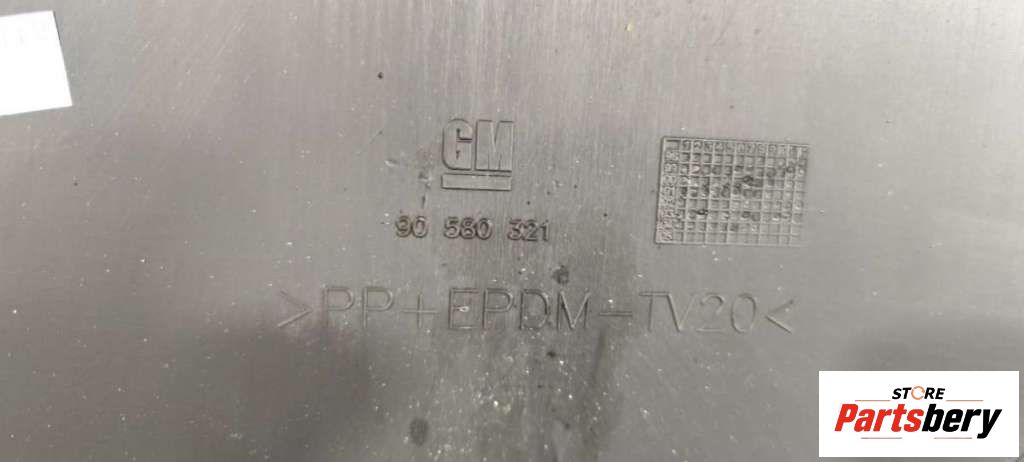 GM
90 580 321
>PP+EPDM-TV20<
STORE
Partsbery